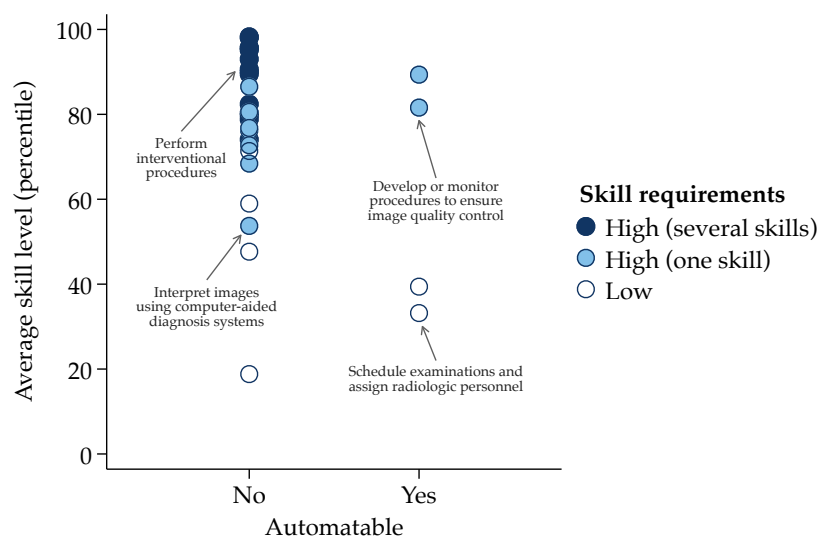 100
80
60
40
20
0
Average skill level (percentile)
Perform
interventional
procedures
Interpret images
using computer-aided
diagnosis systems
Develop or monitor
procedures to ensure
image quality control
Schedule examinations and
assign radiologic personnel
No
Yes
Automatable
Skill requirements
High (several skills)
High (one skill)
Low